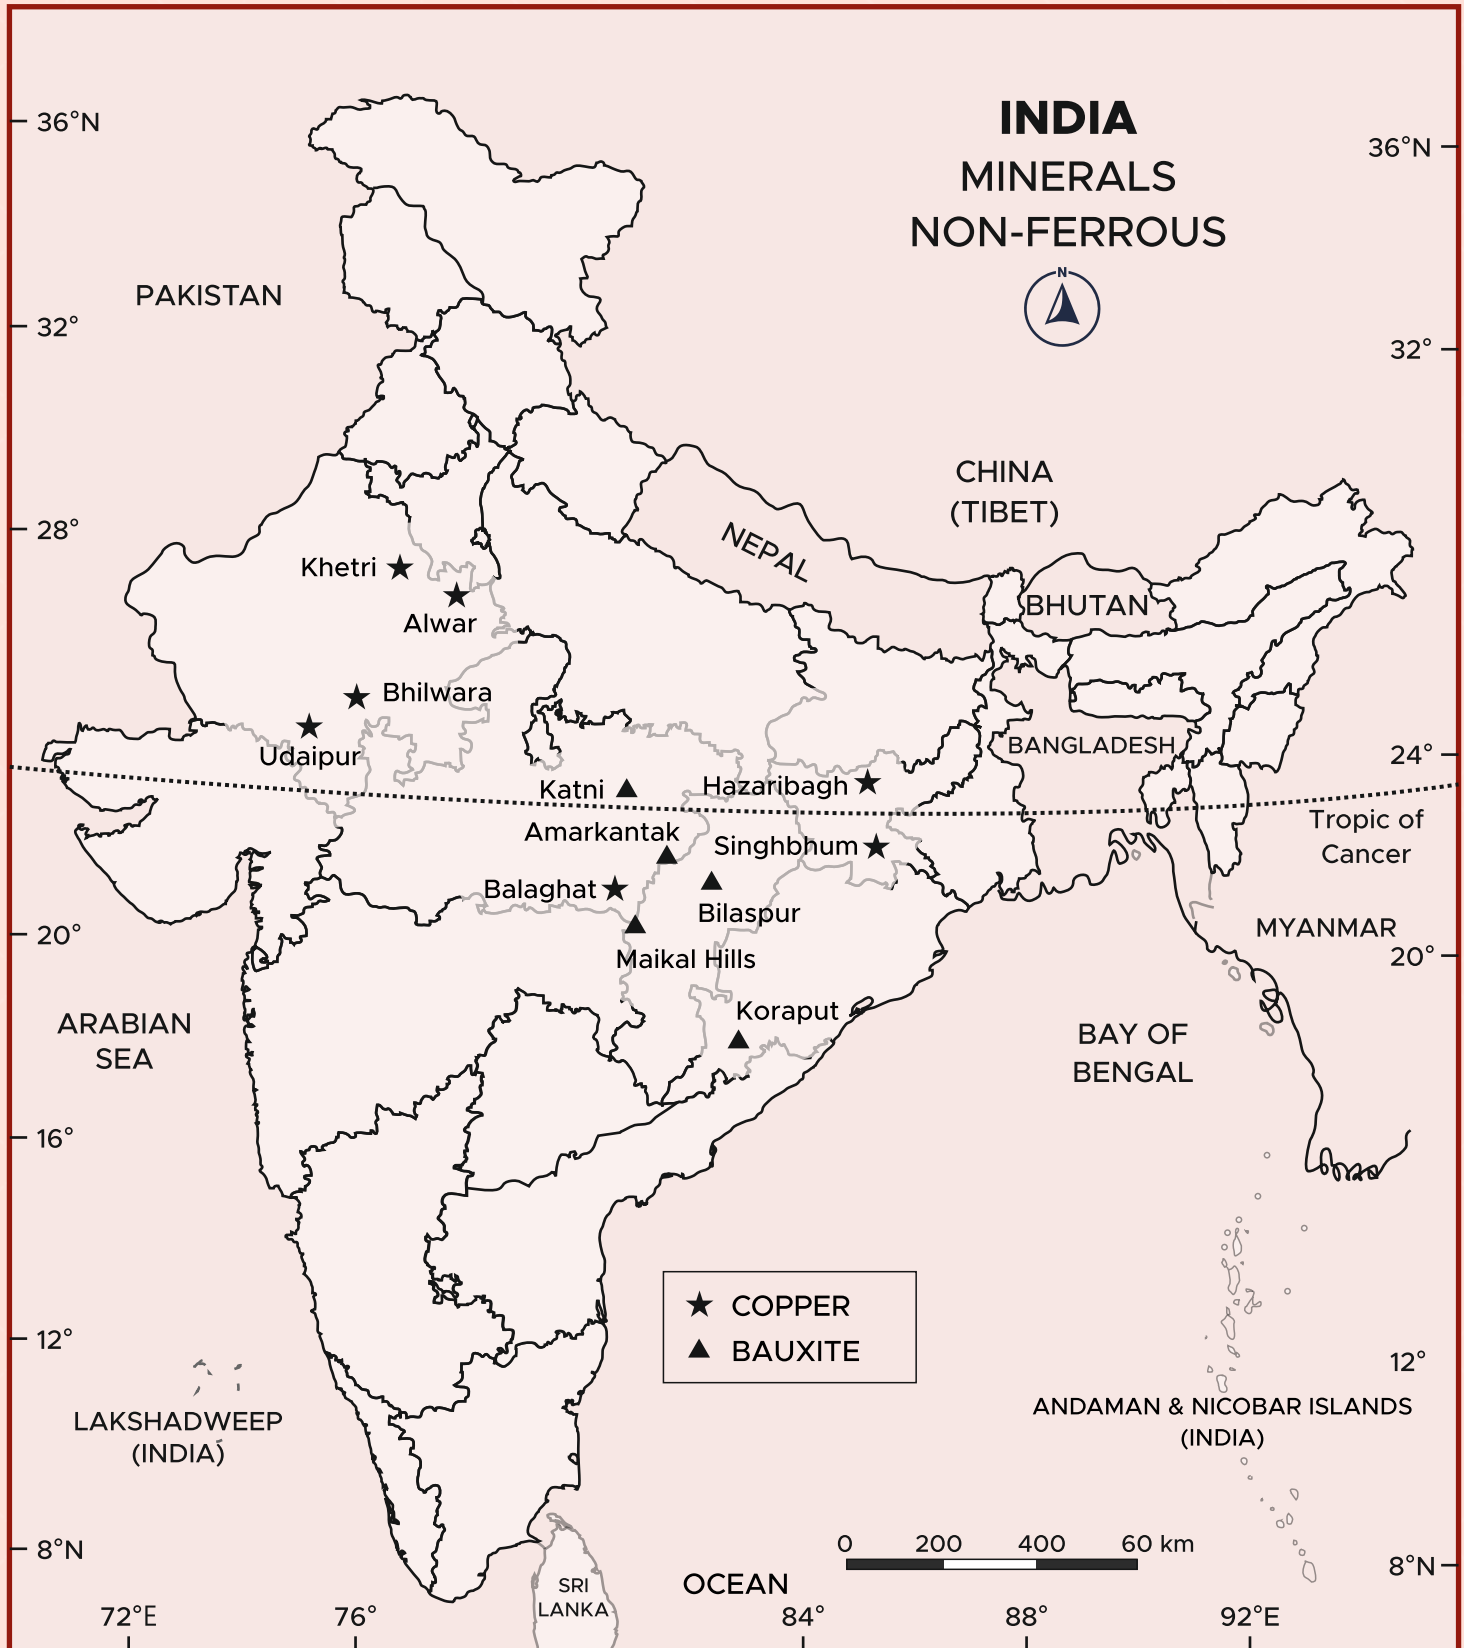 INDIA
MINERALS
NON-FERROUS
N
36°N
36°N
PAKISTAN
32°
32°
CHINA
(TIBET)
28°
NEPAL
Khetri
Alwar
BHUTAN
Bhilwara
Udaipur
BANGLADESH
24°
Katni
Hazaribagh
Tropic of
Cancer
Amarkantak
Singhbhum
Balaghat
Bilaspur
MYANMAR
20°
20°
Maikal Hills
Koraput
ARABIAN
SEA
BAY OF
BENGAL
16°
COPPER
BAUXITE
12°
12°
LAKSHADWEEP
(INDIA)
ANDAMAN & NICOBAR ISLANDS
(INDIA)
0 200 400 60 km
8°N
8°N
SRI
LANKA
OCEAN
72°E 76° 84° 88° 92°E